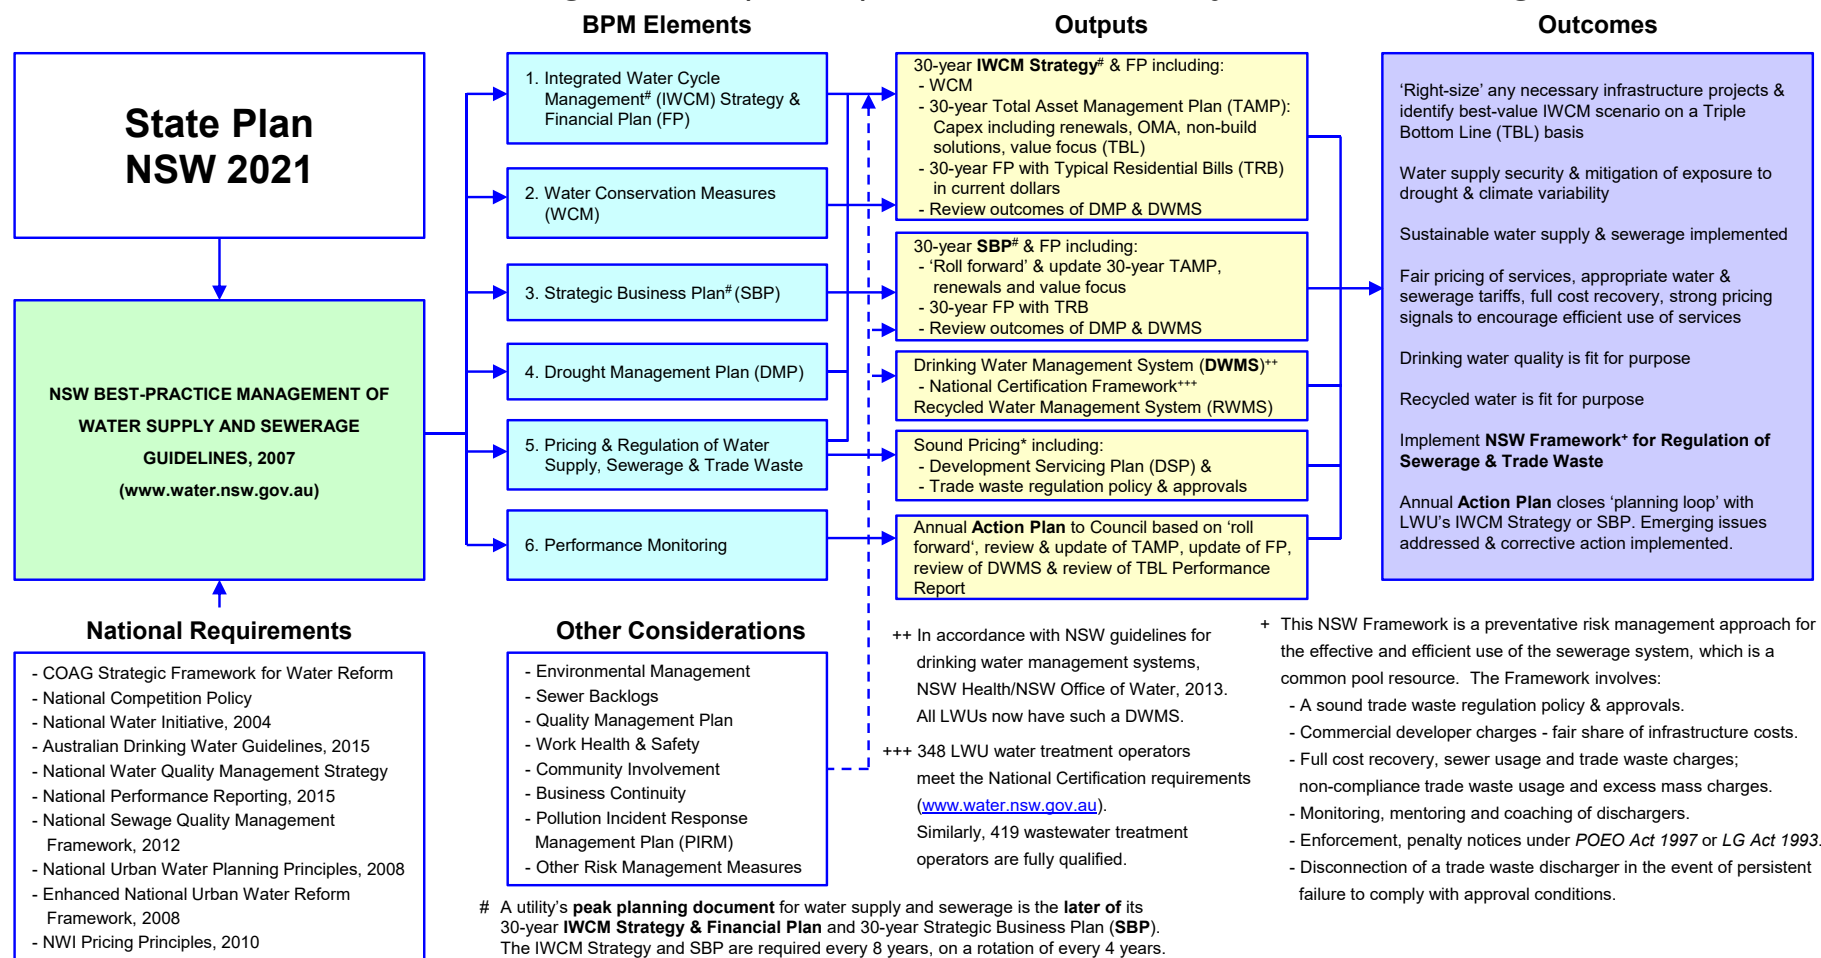 BPM Elements
Outputs
Outcomes
State Plan
NSW 2021
NSW BEST-PRACTICE MANAGEMENT OF
WATER SUPPLY AND SEWERAGE
GUIDELINES, 2007
(www.water.nsw.gov.au)
National Requirements
- COAG Strategic Framework for Water Reform
- National Competition Policy
- National Water Initiative, 2004
- Australian Drinking Water Guidelines, 2015
- National Water Quality Management Strategy
- National Performance Reporting, 2015
- National Sewage Quality Management
Framework, 2012
- National Urban Water Planning Principles, 2008
- Enhanced National Urban Water Reform
Framework, 2008
- NWI Pricing Principles, 2010
1. Integrated Water Cycle
Management# (IWCM) Strategy &
Financial Plan (FP)
2. Water Conservation Measures
(WCM)
3. Strategic Business Plan# (SBP)
4. Drought Management Plan (DMP)
5. Pricing & Regulation of Water
Supply, Sewerage & Trade Waste
6. Performance Monitoring
Other Considerations
- Environmental Management
- Sewer Backlogs
- Quality Management Plan
- Work Health & Safety
- Community Involvement
- Business Continuity
- Pollution Incident Response
Management Plan (PIRM)
- Other Risk Management Measures
30-year IWCM Strategy# & FP including:
- WCM
- 30-year Total Asset Management Plan (TAMP):
Capex including renewals, OMA, non-build
solutions, value focus (TBL)
- 30-year FP with Typical Residential Bills (TRB)
in current dollars
- Review outcomes of DMP & DWMS
30-year SBP# & FP including:
- ‘Roll forward’ & update 30-year TAMP,
renewals and value focus
- 30-year FP with TRB
- Review outcomes of DMP & DWMS
Drinking Water Management System (DWMS)++
- National Certification Framework+++
Recycled Water Management System (RWMS)
Sound Pricing* including:
- Development Servicing Plan (DSP) &
- Trade waste regulation policy & approvals
Annual Action Plan to Council based on ‘roll
forward‘, review & update of TAMP, update of FP,
review of DWMS & review of TBL Performance
Report
‘Right-size’ any necessary infrastructure projects &
identify best-value IWCM scenario on a Triple
Bottom Line (TBL) basis
Water supply security & mitigation of exposure to
drought & climate variability
Sustainable water supply & sewerage implemented
Fair pricing of services, appropriate water &
sewerage tariffs, full cost recovery, strong pricing
signals to encourage efficient use of services
Drinking water quality is fit for purpose
Recycled water is fit for purpose
Implement NSW Framework+ for Regulation of
Sewerage & Trade Waste
Annual Action Plan closes ‘planning loop’ with
LWU’s IWCM Strategy or SBP. Emerging issues
addressed & corrective action implemented.
++ In accordance with NSW guidelines for
drinking water management systems,
NSW Health/NSW Office of Water, 2013.
All LWUs now have such a DWMS.
+++ 348 LWU water treatment operators
meet the National Certification requirements
(www.water.nsw.gov.au).
Similarly, 419 wastewater treatment
operators are fully qualified.
+ This NSW Framework is a preventative risk management approach for
the effective and efficient use of the sewerage system, which is a
common pool resource. The Framework involves:
- A sound trade waste regulation policy & approvals.
- Commercial developer charges - fair share of infrastructure costs.
- Full cost recovery, sewer usage and trade waste charges;
non-compliance trade waste usage and excess mass charges.
- Monitoring, mentoring and coaching of dischargers.
- Enforcement, penalty notices under POEO Act 1997 or LG Act 1993.
- Disconnection of a trade waste discharger in the event of persistent
failure to comply with approval conditions.
# A utility’s peak planning document for water supply and sewerage is the later of its
30-year IWCM Strategy & Financial Plan and 30-year Strategic Business Plan (SBP).
The IWCM Strategy and SBP are required every 8 years, on a rotation of every 4 years.